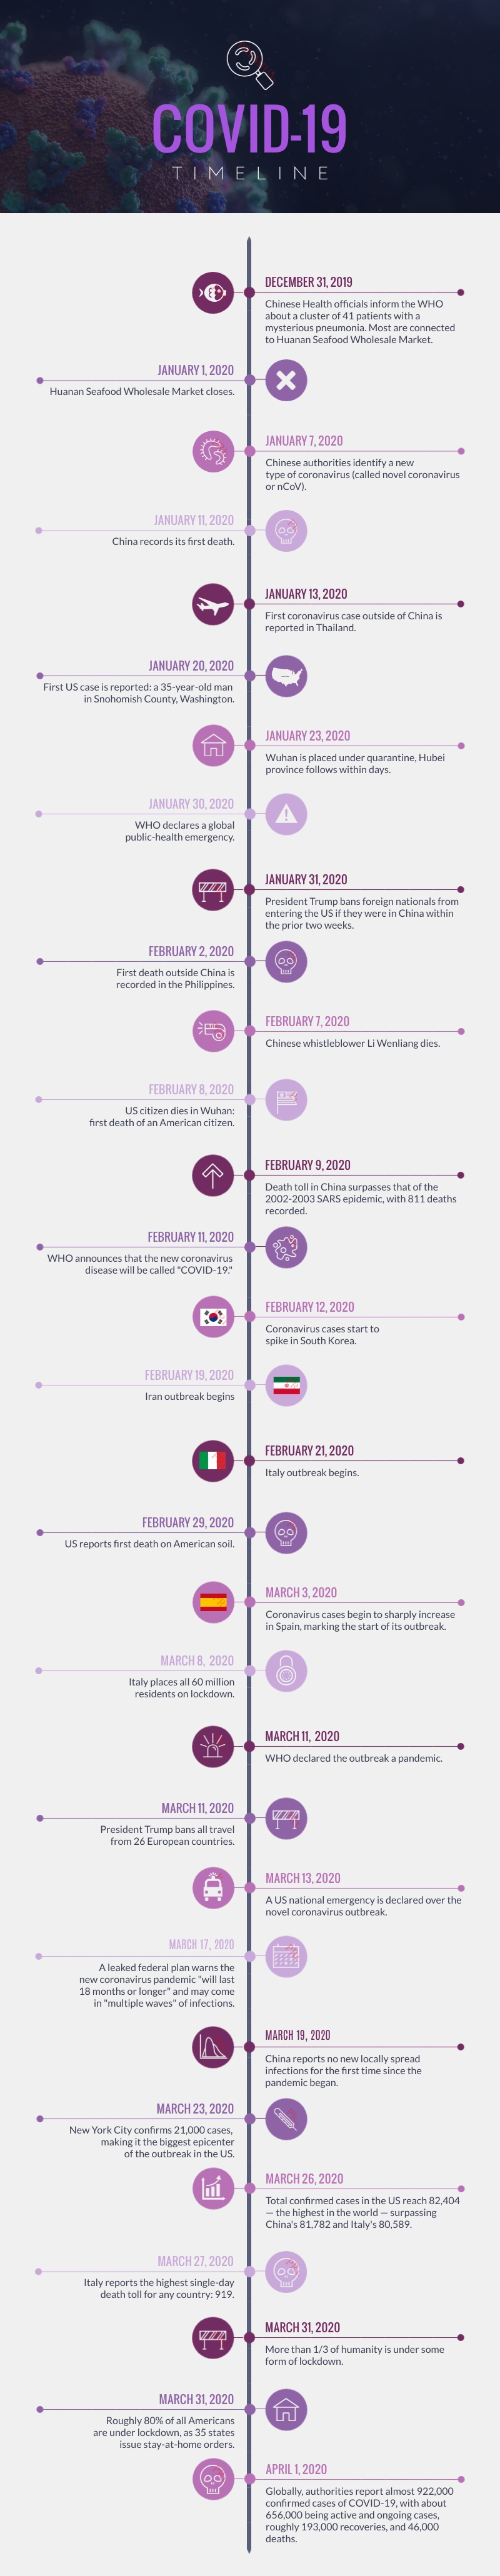 COVID-19
TIMELINE
DECEMBER 31, 2019
Chinese Health officials inform the WHO
about a cluster of 41 patients with a
mysterious pneumonia. Most are connected
to Huanan Seafood Wholesale Market.
JANUARY 1, 2020
Huanan Seafood Wholesale Market closes.
JANUARY 7, 2020
Chinese authorities identify a new
type of coronavirus (called novel coronavirus
or nCoV).
JANUARY 11, 2020
China records its first death.
JANUARY 13, 2020
First coronavirus case outside of China is
reported in Thailand.
JANUARY 20, 2020
First US case is reported: a 35-year-old man
in Snohomish County, Washington.
JANUARY 23, 2020
Wuhan is placed under quarantine, Hubei
province follows within days.
JANUARY 30, 2020
WHO declares a global
public-health emergency.
JANUARY 31, 2020
President Trump bans foreign nationals from
entering the US if they were in China within
the prior two weeks.
FEBRUARY 2, 2020
First death outside China is
recorded in the Philippines.
FEBRUARY 7, 2020
Chinese whistleblower Li Wenliang dies.
FEBRUARY 8, 2020
US citizen dies in Wuhan:
first death of an American citizen.
FEBRUARY 9, 2020
Death toll in China surpasses that of the
2002-2003 SARS epidemic, with 811 deaths
recorded.
FEBRUARY 11, 2020
WHO announces that the new coronavirus
disease will be called "COVID-19."
FEBRUARY 12, 2020
Coronavirus cases start to
spike in South Korea.
FEBRUARY 19, 2020
Iran outbreak begins
FEBRUARY 21, 2020
Italy outbreak begins.
FEBRUARY 29, 2020
US reports first death on American soil.
MARCH 3, 2020
Coronavirus cases begin to sharply increase
in Spain, marking the start of its outbreak.
MARCH 8, 2020
Italy places all 60 million
residents on lockdown.
MARCH 11, 2020
WHO declared the outbreak a pandemic.
MARCH 11, 2020
President Trump bans all travel
from 26 European countries.
MARCH 13, 2020
A US national emergency is declared over the
novel coronavirus outbreak.
MARCH 17, 2020
A leaked federal plan warns the
new coronavirus pandemic "will last
18 months or longer" and may come
in "multiple waves" of infections.
MARCH 19, 2020
China reports no new locally spread
infections for the first time since the
pandemic began.
MARCH 23, 2020
New York City confirms 21,000 cases,
making it the biggest epicenter
of the outbreak in the US.
MARCH 26, 2020
Total confirmed cases in the US reach 82,404
— the highest in the world — surpassing
China's 81,782 and Italy's 80,589.
MARCH 27, 2020
Italy reports the highest single-day
death toll for any country: 919.
MARCH 31, 2020
More than 1/3 of humanity is under some
form of lockdown.
MARCH 31, 2020
Roughly 80% of all Americans
are under lockdown, as 35 states
issue stay-at-home orders.
APRIL 1, 2020
Globally, authorities report almost 922,000
confirmed cases of COVID-19, with about
656,000 being active and ongoing cases,
roughly 193,000 recoveries, and 46,000
deaths.